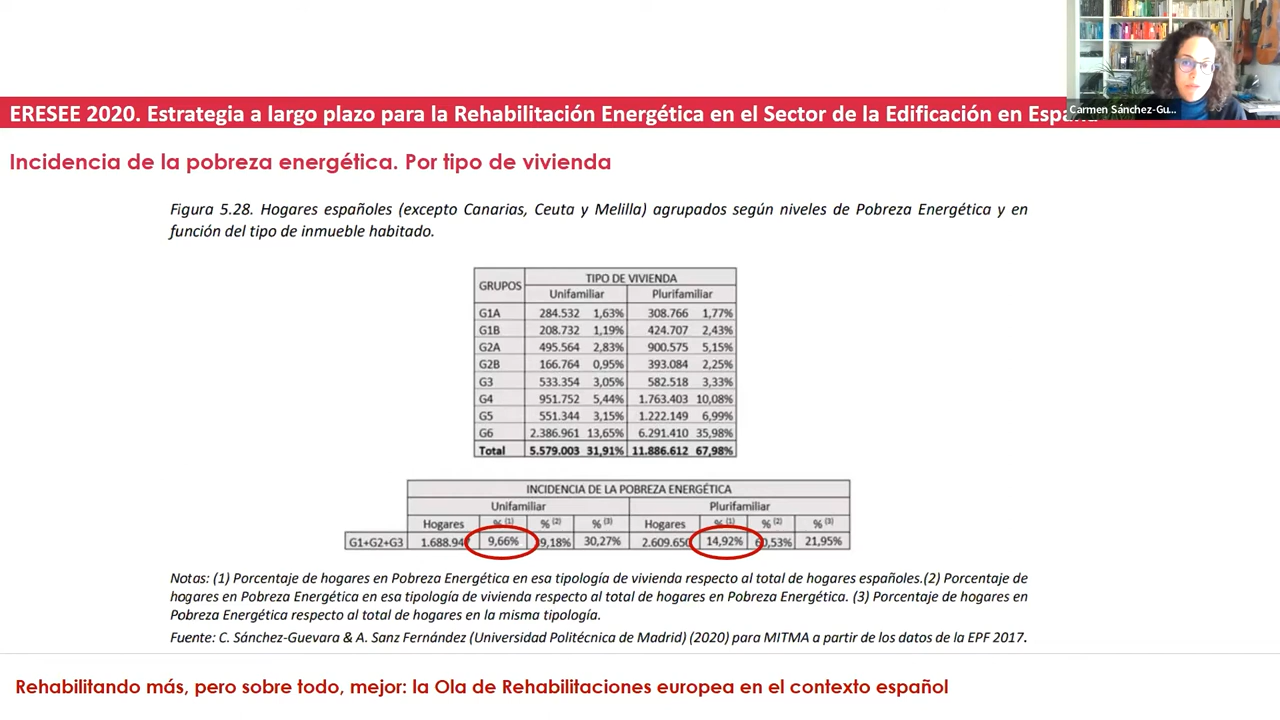 Carmen Sánchez-Gu...
ERESEE 2020. Estrategia a largo plazo para la Rehabilitación Energética en el Sector de la Edificación en España
Incidencia de la pobreza energética. Por tipo de vivienda
Figura 5.28. Hogares españoles (excepto Canarias, Ceuta y Melilla) agrupados según niveles de Pobreza Energética y en
función del tipo de inmueble habitado.
GRUPOS TIPO DE VIVIENDA
Unifamiliar Plurifamiliar
G1A 284.532 1,63% 308.766 1,77%
G1B 208.732 1,19% 424.707 2,43%
G2A 495.564 2,83% 900.575 5,15%
G2B 166.764 0,95% 393.084 2,25%
G3 533.354 3,05% 582.518 3,33%
G4 951.752 5,44% 1.763.403 10,08%
G5 551.344 3,15% 1.222.149 6,99%
G6 2.386.961 13,65% 6.291.410 35,98%
Total 5.579.003 31,91% 11.886.612 67,98%
INCIDENCIA DE LA POBREZA ENERGÉTICA
Unifamiliar Plurifamiliar
Hogares % (1) % (2) % (3) Hogares % (1) % (2) % (3)
G1+G2+G3 9,66% 30,27% 2.609.650 14,92% 21,95%
Notas: (1) Porcentaje de hogares en Pobreza Energética en esa tipología de vivienda respecto al total de hogares españoles.(2) Porcentaje de
hogares en Pobreza Energética en esa tipología de vivienda respecto al total de hogares en Pobreza Energética. (3) Porcentaje de hogares en
Pobreza Energética respecto al total de hogares en la misma tipología.
Fuente: C. Sánchez-Guevara & A. Sanz Fernández (Universidad Politécnica de Madrid) (2020) para MITMA a partir de los datos de la EPF 2017.
Rehabilitando más, pero sobre todo, mejor: la Ola de Rehabilitaciones europea en el contexto español